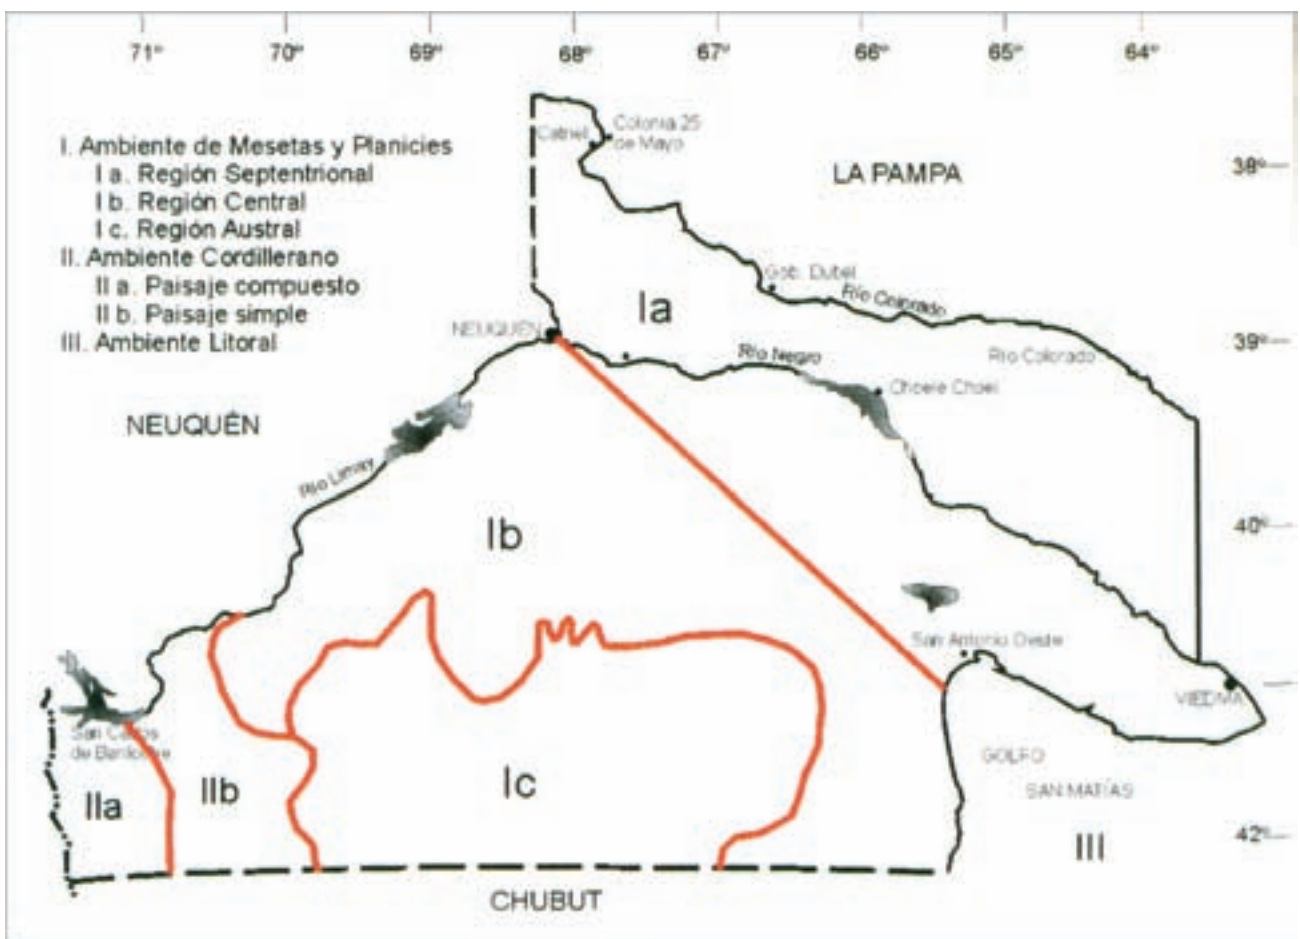 71° 70° 69° 68° 67° 66° 65° 64°
I. Ambiente de Mesetas y Planicies
I a. Región Septentrional
I b. Región Central
I c. Región Austral
II. Ambiente Cordillerano
II a. Paisaje compuesto
II b. Paisaje simple
III. Ambiente Litoral
Catriel
Colonia 25
de Mayo
LA PAMPA
38°
Ia
Gob. Dubal
Río Colorado
NEUQUÉN
Río Negro
Río Colorado
39°
Choele Choel
NEUQUÉN
Río Limay
Ib
40°
San Antonio Oeste
VIEDMA
San Carlos
de Bariloche
GOLFO
SAN MATÍAS
IIa
IIb
Ic
III
42°
CHUBUT